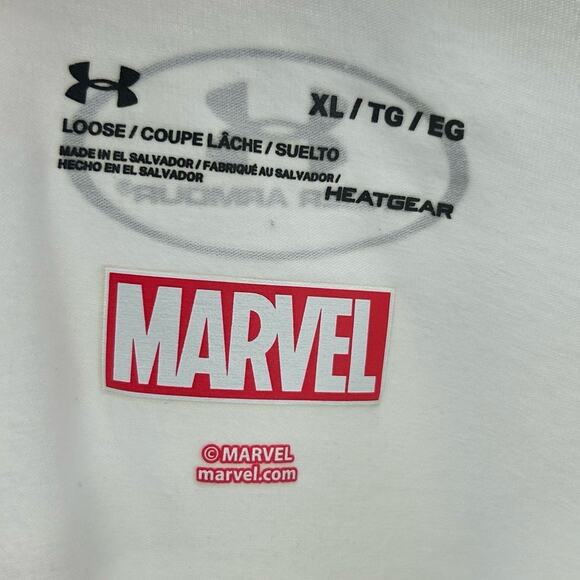 XL / TG / EG
LOOSE / COUPE LÂCHE / SUELTO
MADE IN EL SALVADOR / FABRIQUÉ AU SALVADOR /
HECHO EN EL SALVADOR
HEATGEAR
MARVEL
© MARVEL
marvel.com